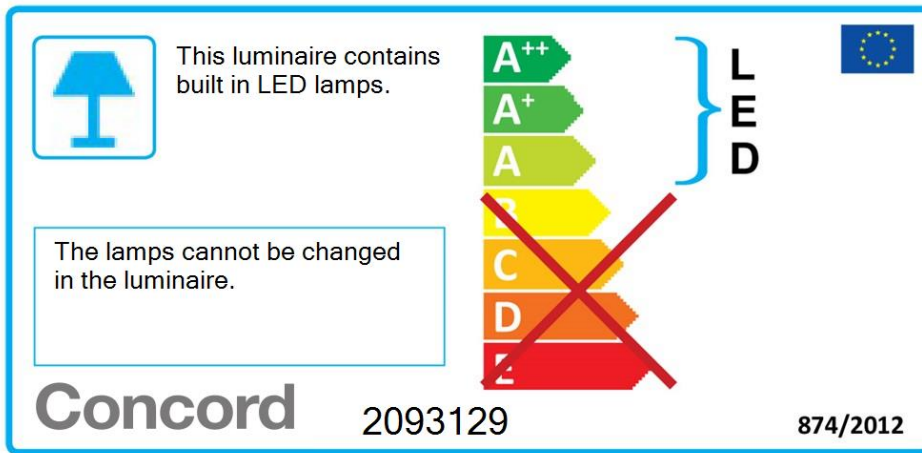 This luminaire contains
built in LED lamps.
A++
A+
A
B
C
D
E
L
E
D
The lamps cannot be changed
in the luminaire.
Concord
2093129
874/2012